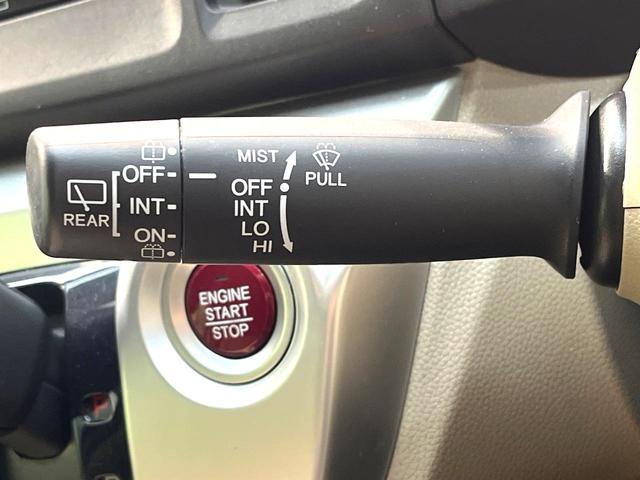 REAR
OFF
INT
ON
MIST
OFF
INT
LO
HI
PULL
ENGINE
START
STOP
P